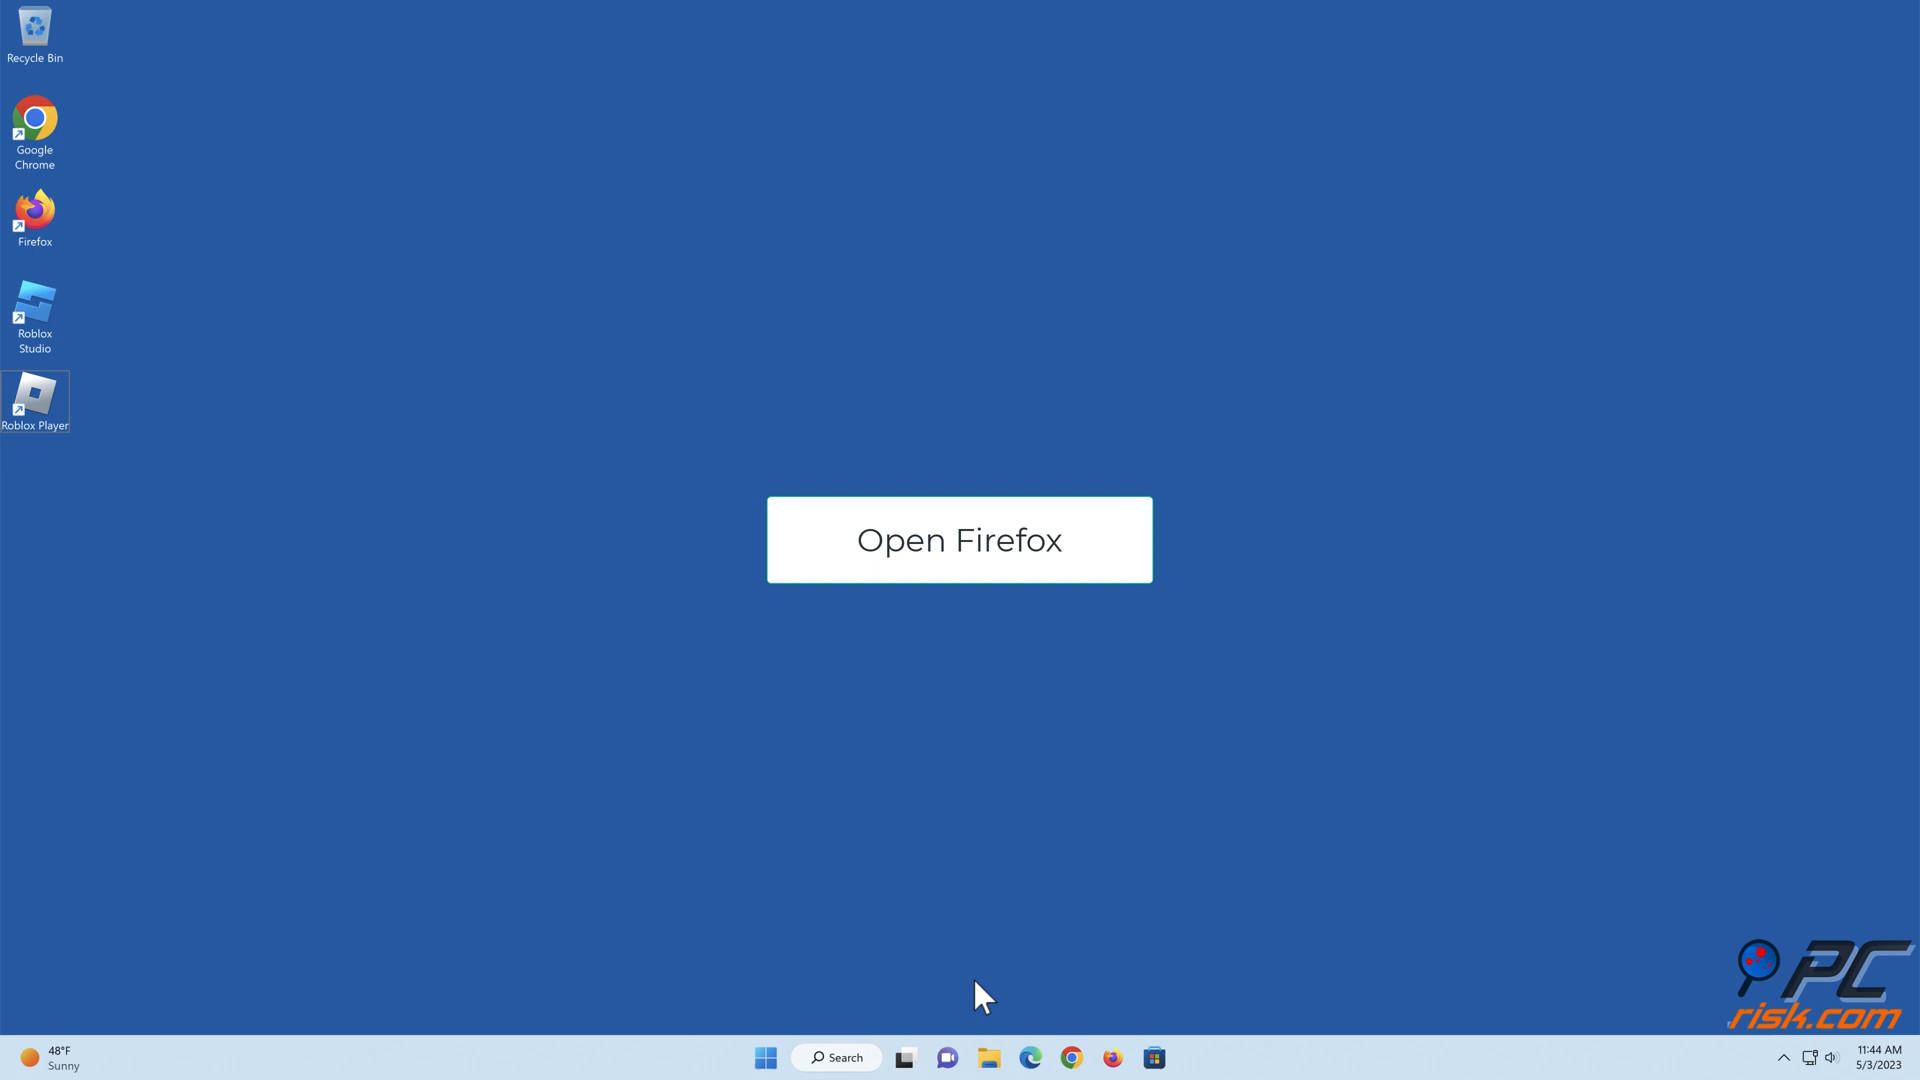 Recycle Bin
Google
Chrome
Firefox
Roblox
Studio
Roblox Player
Open Firefox
PC
risk.com
48°F
Sunny
Search
11:44 AM
5/3/2023